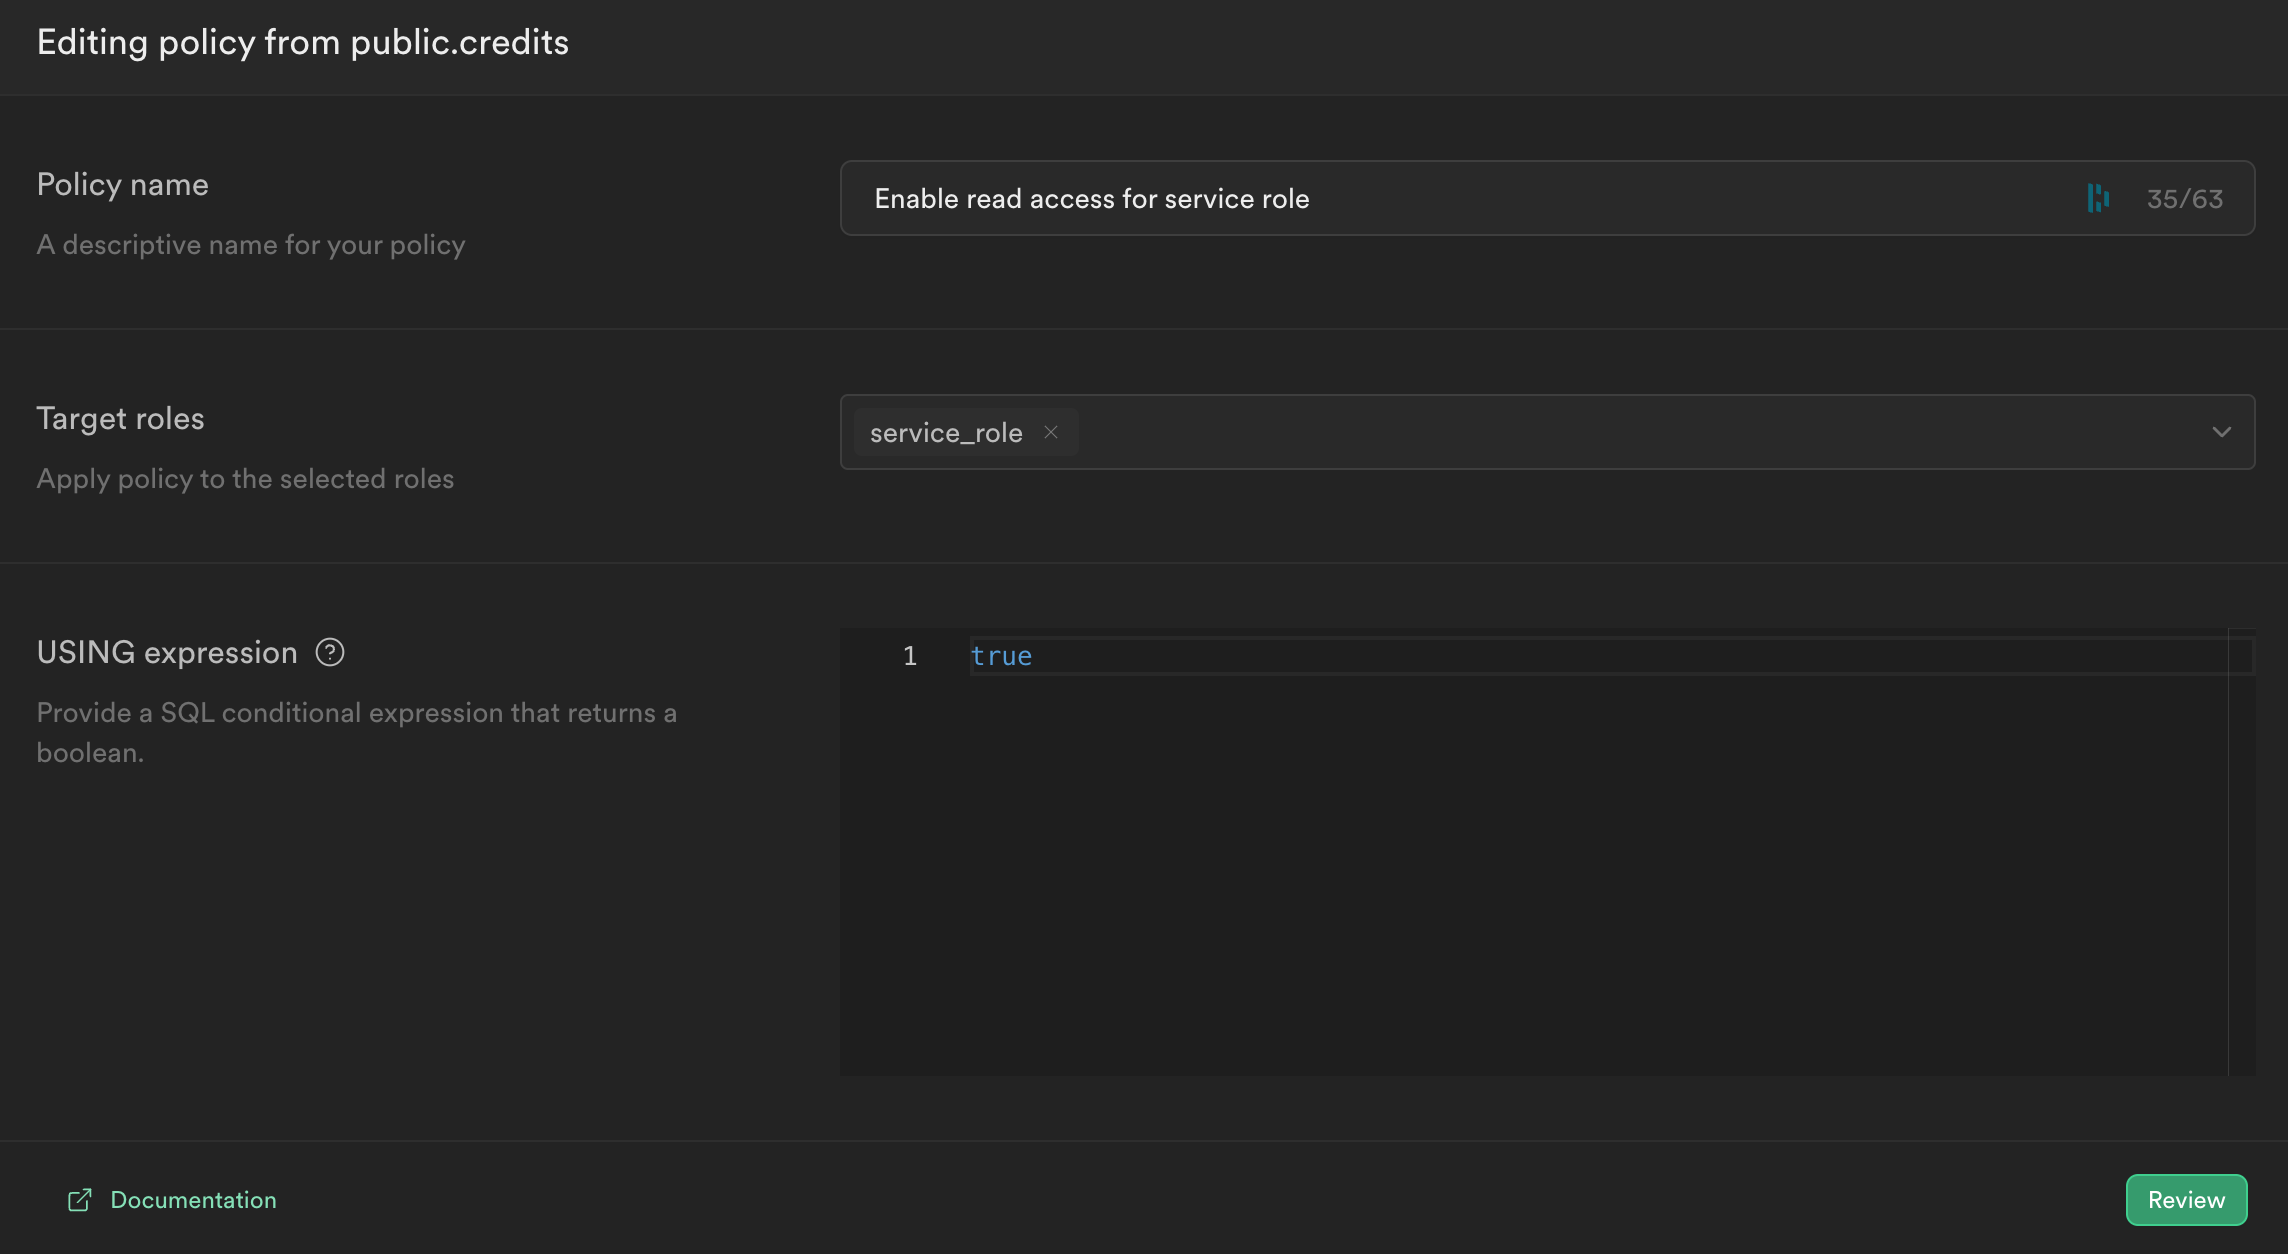 Editing policy from public.credits
Policy name
A descriptive name for your policy
Enable read access for service role
35/63
Target roles
Apply policy to the selected roles
service_role
USING expression
Provide a SQL conditional expression that returns a
boolean.
1 true
Documentation
Review